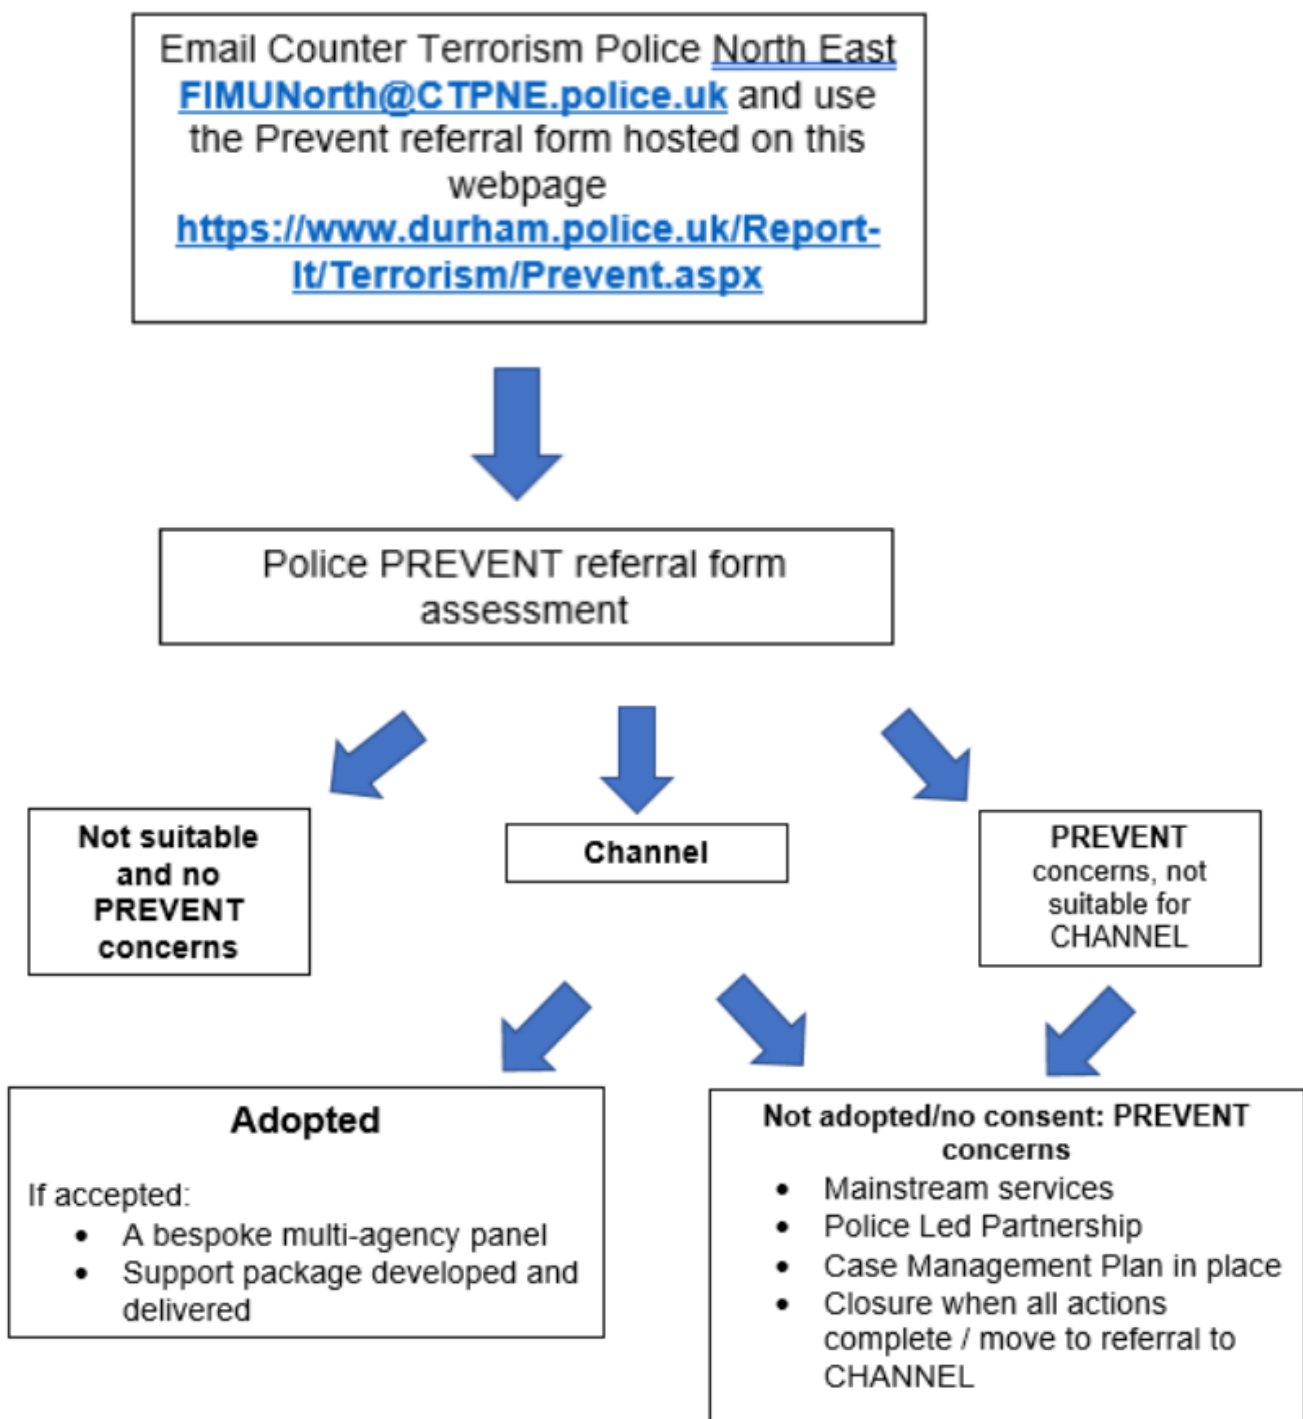 Email Counter Terrorism Police North East
FIMUNorth@CTPNE.police.uk and use
the Prevent referral form hosted on this
webpage
https://www.durham.police.uk/Report-
It/Terrorism/Prevent.aspx
Police PREVENT referral form
assessment
Not suitable
and no
PREVENT
concerns
Channel
PREVENT
concerns, not
suitable for
CHANNEL
Adopted
If accepted:
• A bespoke multi-agency panel
• Support package developed and
delivered
Not adopted/no consent: PREVENT
concerns
• Mainstream services
• Police Led Partnership
• Case Management Plan in place
• Closure when all actions
complete / move to referral to
CHANNEL